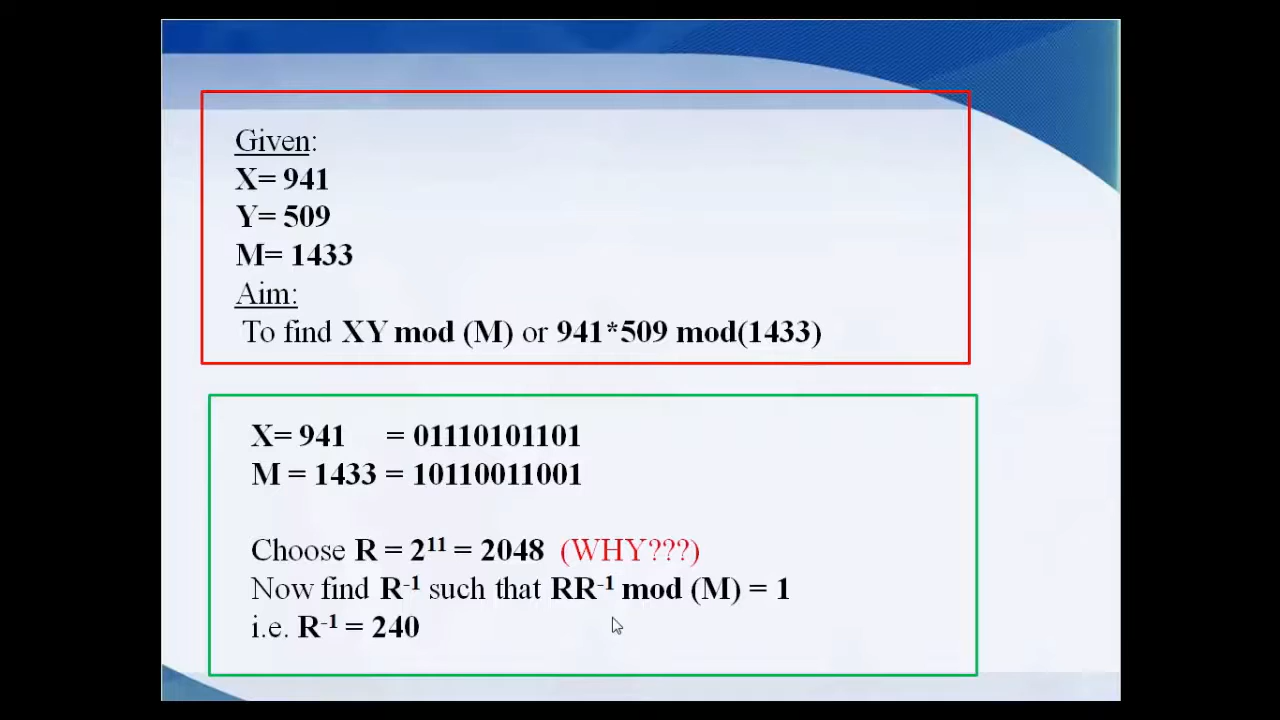 Given:
X= 941
Y= 509
M= 1433
Aim:
To find XY mod (M) or 941*509 mod(1433)
X= 941 = 01110101101
M = 1433 = 10110011001
Choose R = 2¹¹ = 2048 (WHY???)
Now find R⁻¹ such that RR⁻¹ mod (M) = 1
i.e. R⁻¹ = 240